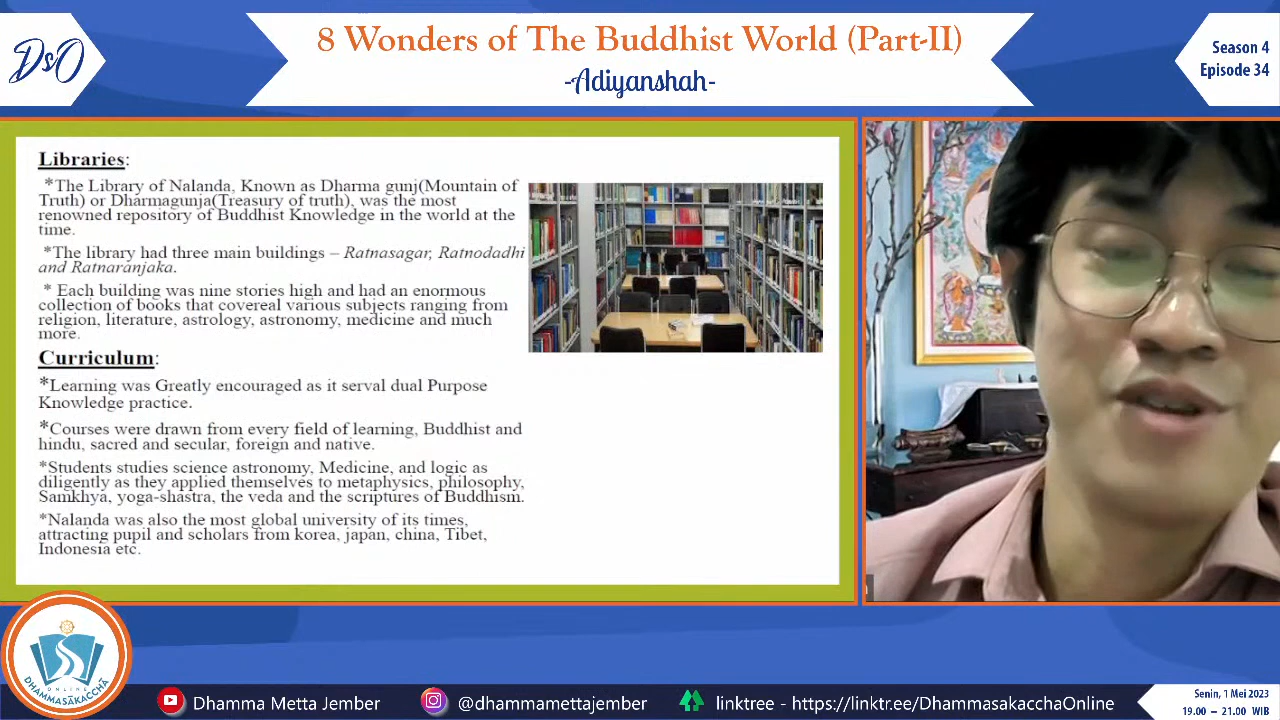 DsO
8 Wonders of The Buddhist World (Part-II)
-Adiyanshah-
Season 4
Episode 34
Libraries:
*The Library of Nalanda, Known as Dharma gunj(Mountain of
Truth) or Dharmagunja(Treasury of truth), was the most
renowned repository of Buddhist Knowledge in the world at the
time.
*The library had three main buildings – Ratnasagar, Ratnodadhi
and Ratnaranjaka.
* Each building was nine stories high and had an enormous
collection of books that covereal various subjects ranging from
religion, literature, astrology, astronomy, medicine and much
more.
Curriculum:
*Learning was Greatly encouraged as it serval dual Purpose
Knowledge practice.
*Courses were drawn from every field of learning, Buddhist and
hindu, sacred and secular, foreign and native.
*Students studies science astronomy, Medicine, and logic as
diligently as they applied themselves to metaphysics, philosophy,
Samkhya, yoga-shastra, the veda and the scriptures of Buddhism.
*Nalanda was also the most global university of its times,
attracting pupil and scholars from korea, japan, china, Tibet,
Indonesia etc.
ONLINE
DHAMMASĀKACCHĀ
Dhamma Metta Jember
@dhammamettajember
linktree - https://linktr.ee/DhammasakacchaOnline
Senin, 1 Mei 2023
19.00 – 21.00 WIB